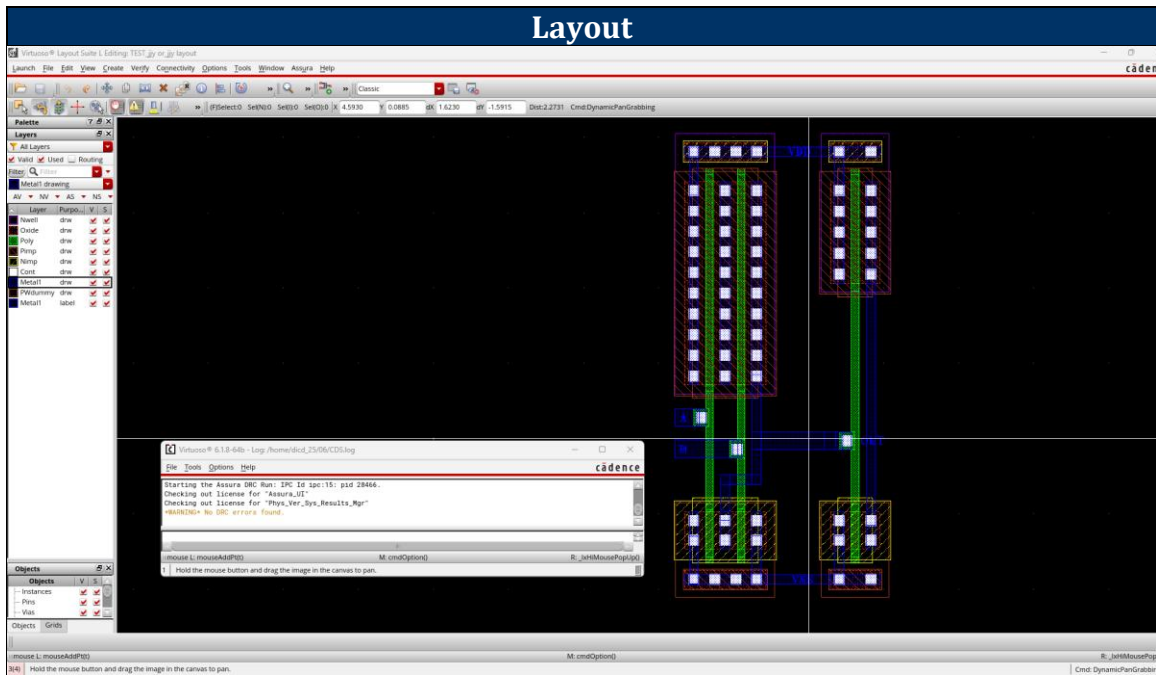 Layout
Virtuoso® Layout Suite L Editing: TEST_jjy or_jjy layout
Launch File Edit View Create Verify Connectivity Options Tools Window Assura Help
cādence
Classic
(F)Select:0 Sel(N):0 Sel(I):0 Sel(O):0 X 4.5930 Y 0.0885 dX 1.6230 dY -1.5915 Dist:2.2731 Cmd:DynamicPanGrabbing
Palette
Layers
All Layers
Valid Used Routing
Filter Filter
Metal1 drawing
AV NV AS NS
Layer Purpo... V S
Nwell drw
Oxide drw
Poly drw
Pimp drw
Nimp drw
Cont drw
Metal1 drw
PWdummy drw
Metal1 label
Virtuoso® 6.1.8-64b - Log: /home/dicd_25/06/CDS.log
File Tools Options Help
cādence
Starting the Assura DRC Run: IPC Id ipc:15: pid 28466.
Checking out license for "Assura_UI"
Checking out license for "Phys_Ver_Sys_Results_Mgr"
*WARNING* No DRC errors found.
mouse L: mouseAddPt() M: cmdOption() R: _lxHiMousePopUp()
1 Hold the mouse button and drag the image in the canvas to pan.
Objects
Objects V S
Instances
Pins
Vias
Objects Grids
mouse L: mouseAddPt(t) M: cmdOption() R: _lxHiMousePop
3(4) Hold the mouse button and drag the image in the canvas to pan. Cmd: DynamicPanGrabbin